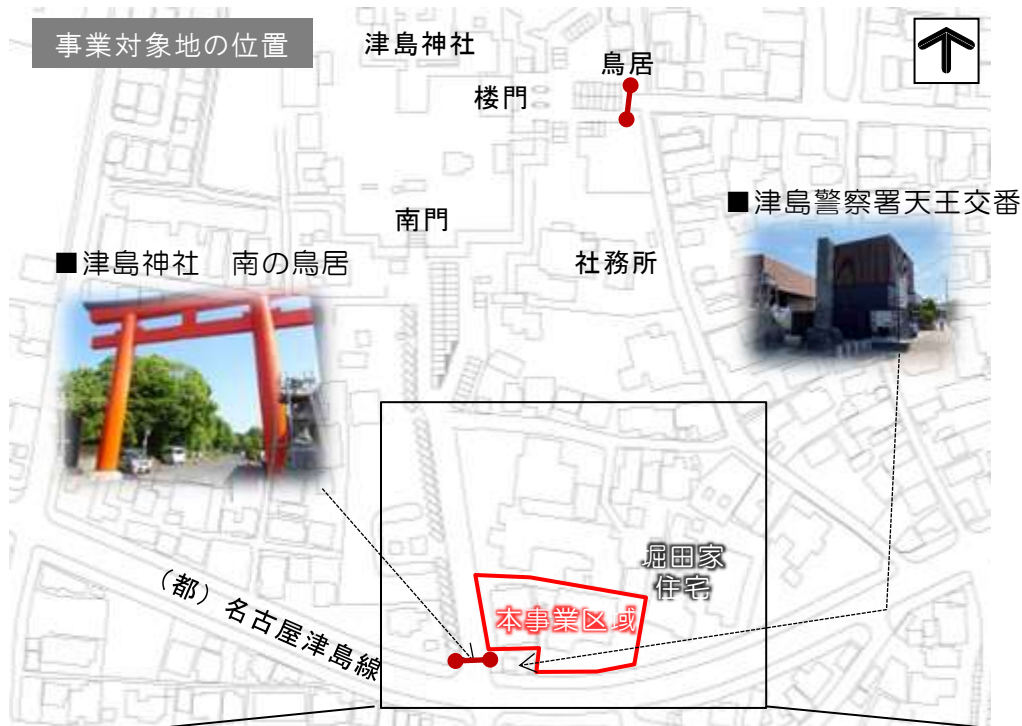 事業対象地の位置
津島神社
鳥居
楼門
■津島警察署天王交番
南門
■津島神社　南の鳥居
社務所
堀田家
住宅
本事業区域
（都）名古屋津島線